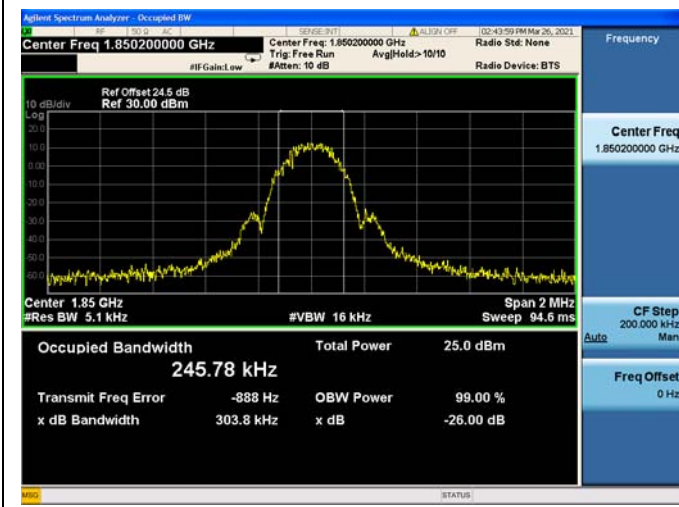 Agilent Spectrum Analyzer - Occupied BW
RF 50 Ω AC SENSE:INT ALIGN OFF 02:43:59 PM Mar 26, 2021
Center Freq 1.850200000 GHz
Center Freq: 1.850200000 GHz
Radio Std: None
Trig: Free Run Avg|Hold:>10/10
#IFGain:Low #Atten: 10 dB Radio Device: BTS
Ref Offset 24.5 dB
10 dB/div Ref 30.00 dBm
Log
20.0
10.0
0.00
-10.0
-20.0
-30.0
-40.0
-50.0
-60.0
Center 1.85 GHz Span 2 MHz
#Res BW 5.1 kHz #VBW 16 kHz Sweep 94.6 ms
Occupied Bandwidth Total Power 25.0 dBm
245.78 kHz
Transmit Freq Error -888 Hz OBW Power 99.00 %
x dB Bandwidth 303.8 kHz x dB -26.00 dB
MSG STATUS
Frequency
Center Freq
1.850200000 GHz
CF Step
200.000 kHz
Auto Man
Freq Offset
0 Hz